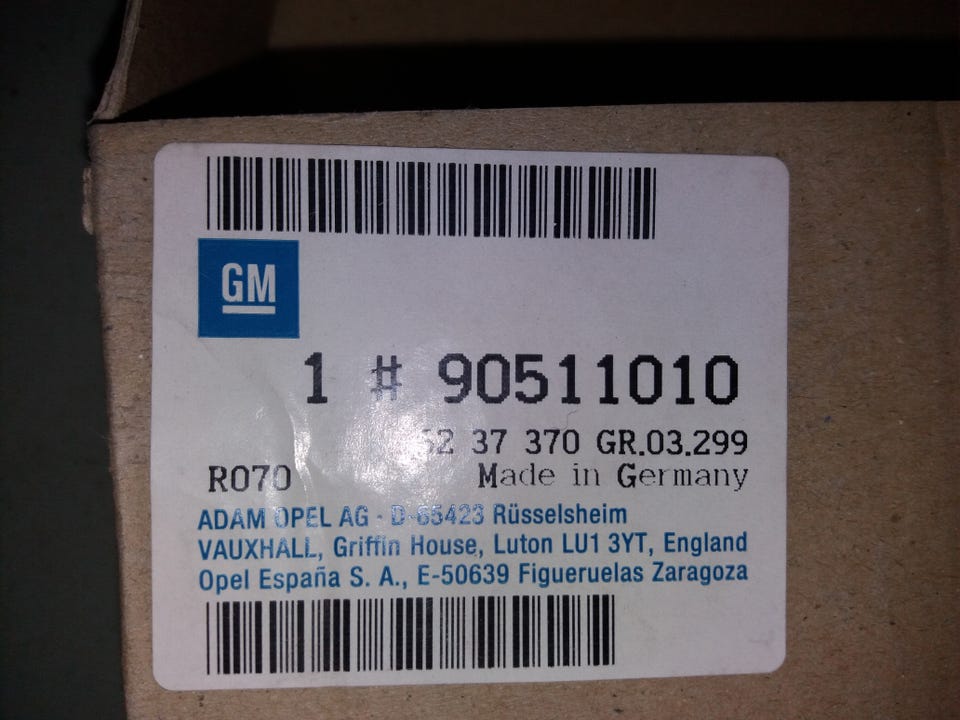 GM
1 # 90511010
37 370 GR.03.299
R070 Made in Germany
ADAM OPEL AG - D-65423 Rüsselsheim
VAUXHALL, Griffin House, Luton LU1 3YT, England
Opel España S. A., E-50639 Figueruelas Zaragoza